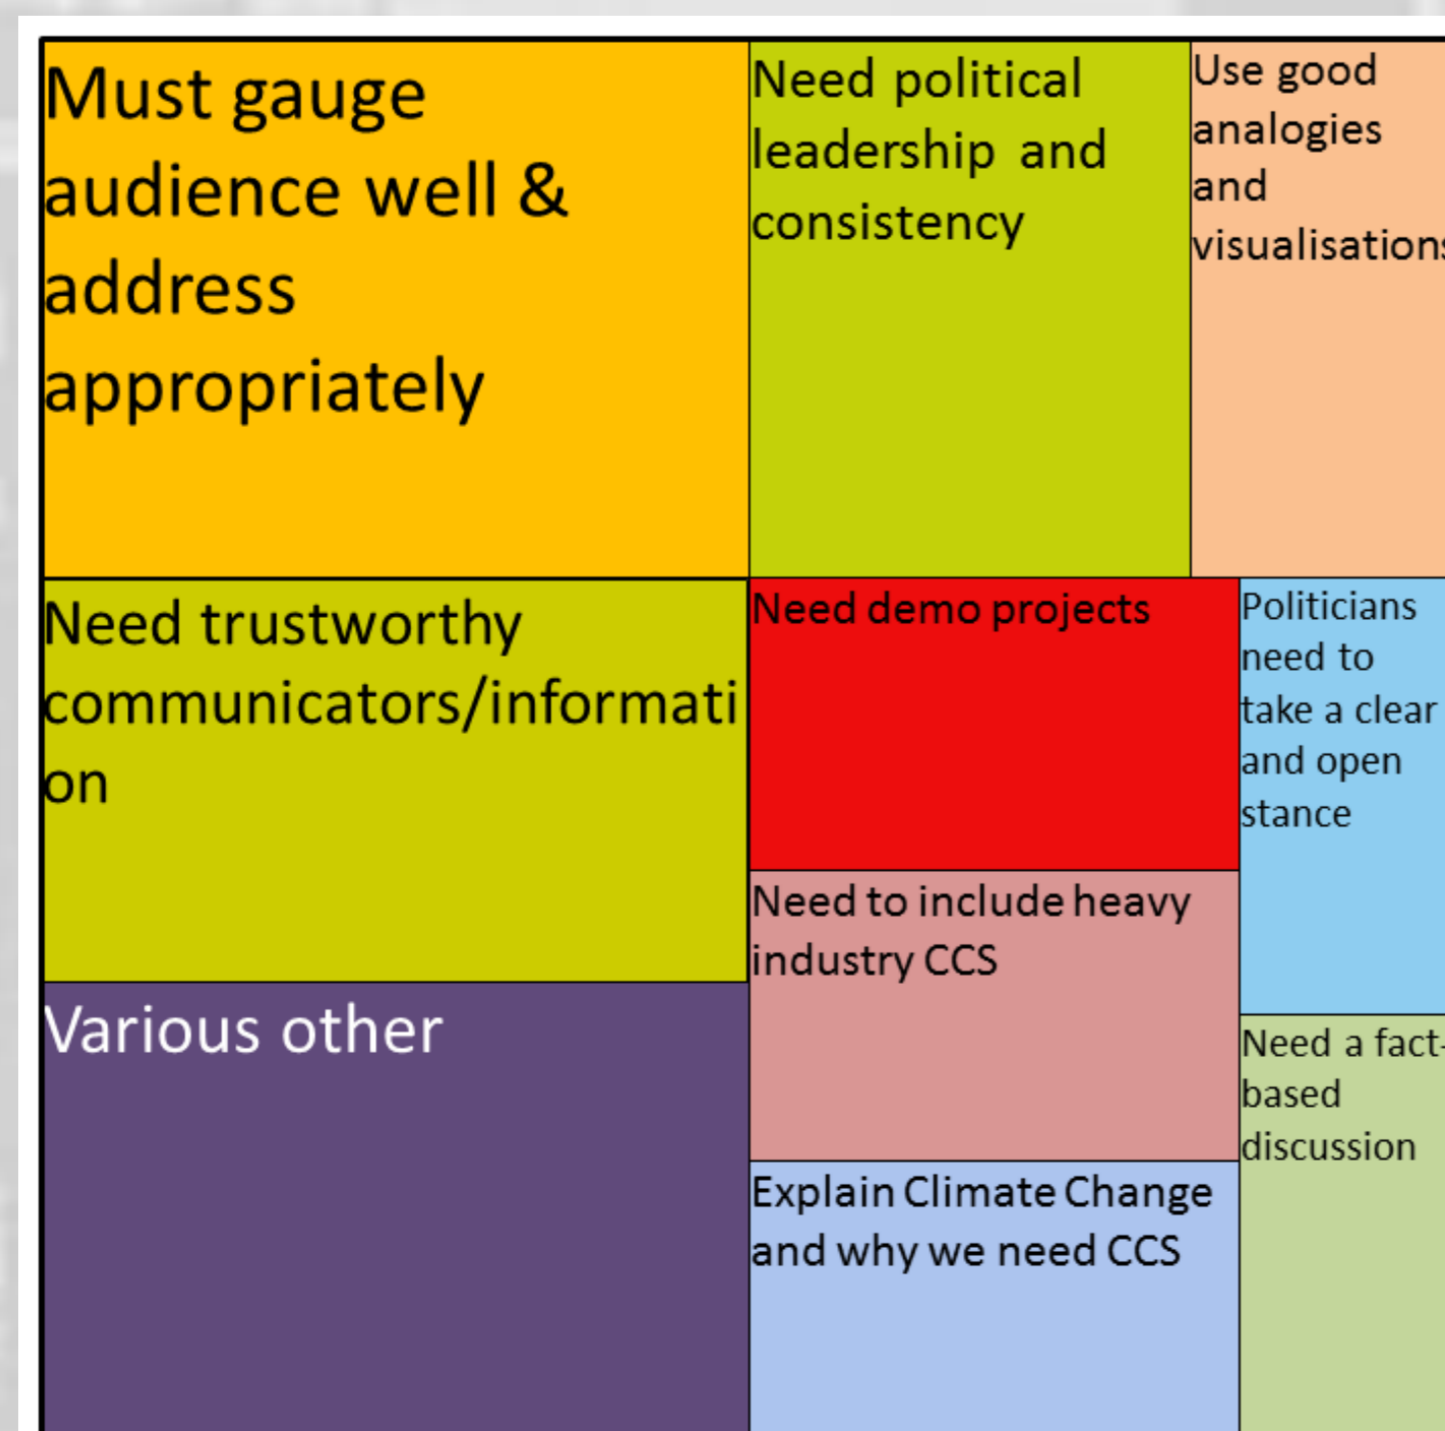 Must gauge
audience well &
address
appropriately
Need political
leadership and
consistency
Use good
analogies
and
visualisations
Need trustworthy
communicators/informati
on
Need demo projects
Politicians
need to
take a clear
and open
stance
Need to include heavy
industry CCS
Various other
Need a fact-
based
discussion
Explain Climate Change
and why we need CCS